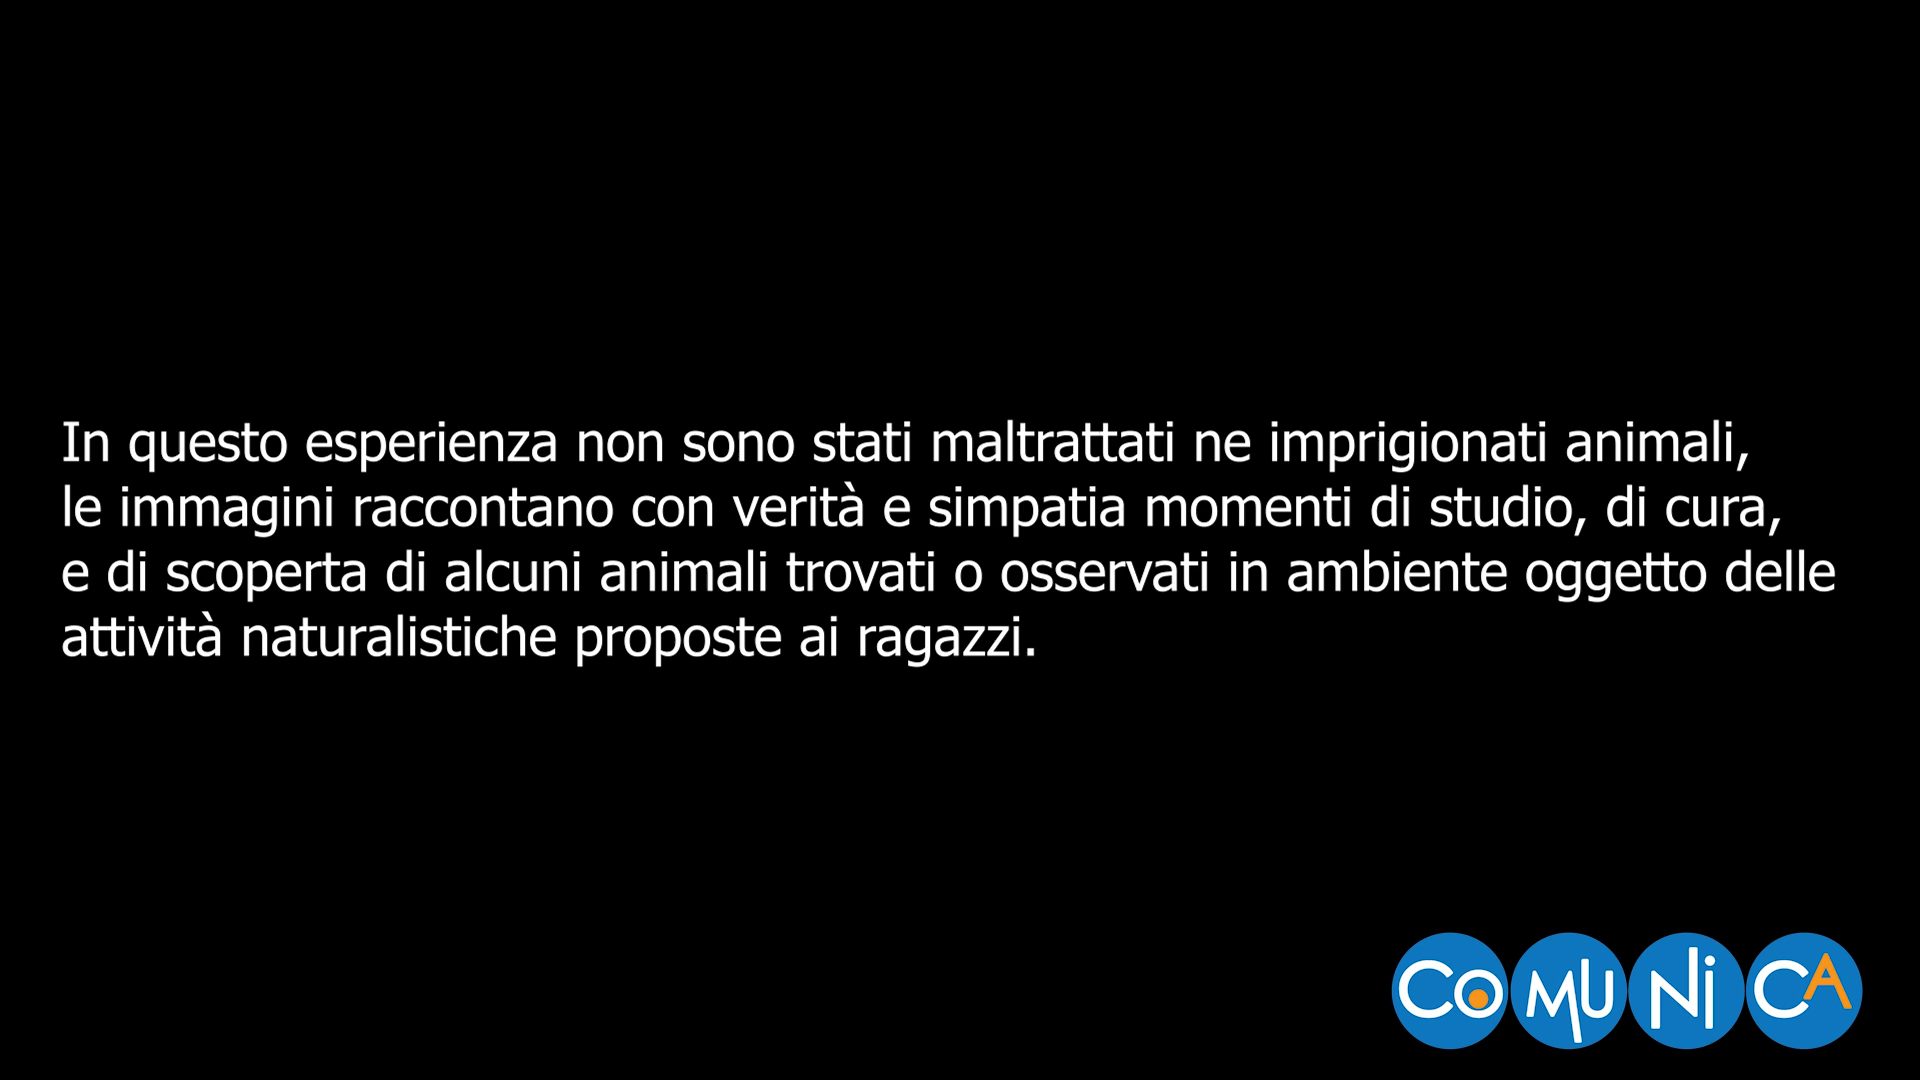 In questo esperienza non sono stati maltrattati ne imprigionati animali,
le immagini raccontano con verità e simpatia momenti di studio, di cura,
e di scoperta di alcuni animali trovati o osservati in ambiente oggetto delle
attività naturalistiche proposte ai ragazzi.
CoMUNiCA